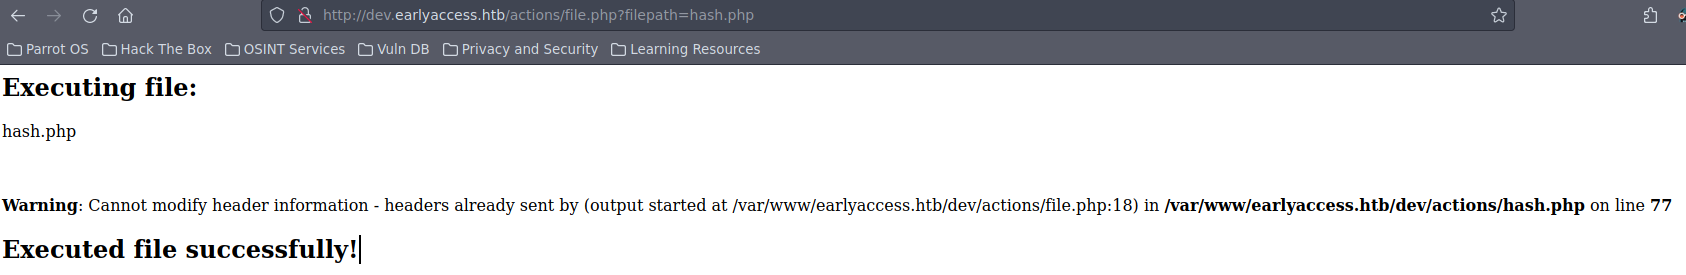 http://dev.earlyaccess.htb/actions/file.php?filepath=hash.php
Parrot OS Hack The Box OSINT Services Vuln DB Privacy and Security Learning Resources
Executing file:
hash.php
Warning: Cannot modify header information - headers already sent by (output started at /var/www/earlyaccess.htb/dev/actions/file.php:18) in /var/www/earlyaccess.htb/dev/actions/hash.php on line 77
Executed file successfully!